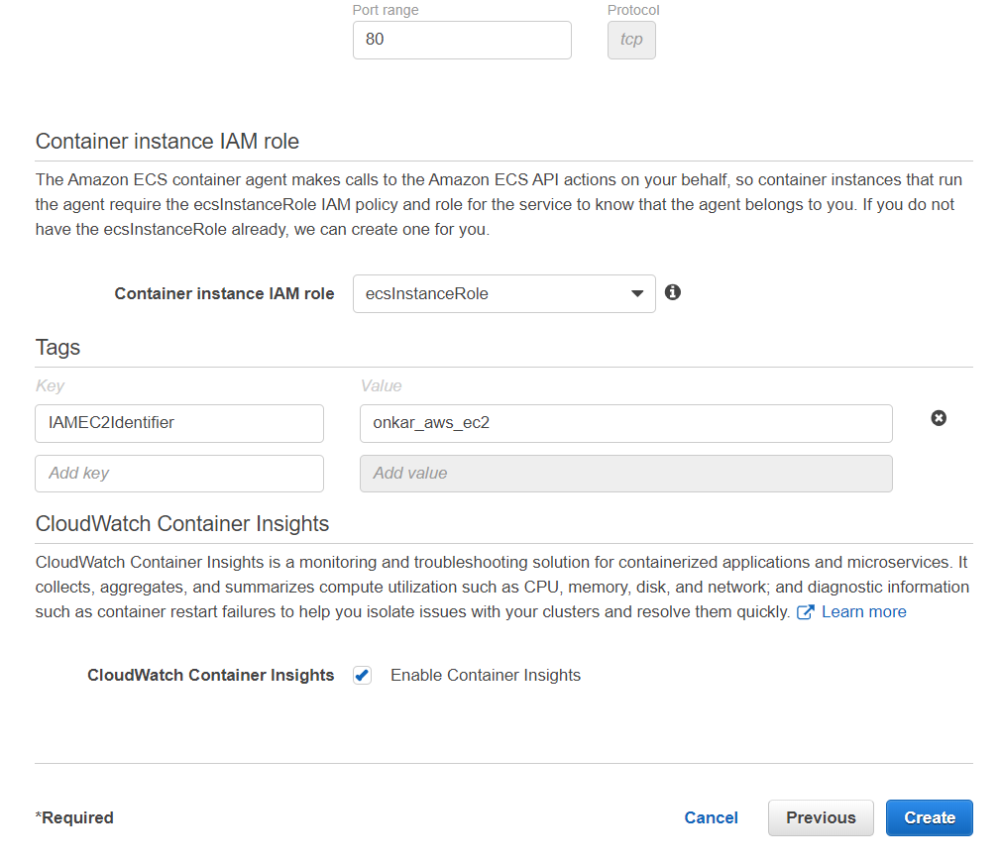 Port range Protocol
80 tcp
Container instance IAM role
The Amazon ECS container agent makes calls to the Amazon ECS API actions on your behalf, so container instances that run
the agent require the ecsInstanceRole IAM policy and role for the service to know that the agent belongs to you. If you do not
have the ecsInstanceRole already, we can create one for you.
Container instance IAM role ecsInstanceRole
Tags
Key Value
IAMEC2Identifier onkar_aws_ec2
Add key Add value
CloudWatch Container Insights
CloudWatch Container Insights is a monitoring and troubleshooting solution for containerized applications and microservices. It
collects, aggregates, and summarizes compute utilization such as CPU, memory, disk, and network; and diagnostic information
such as container restart failures to help you isolate issues with your clusters and resolve them quickly. Learn more
CloudWatch Container Insights Enable Container Insights
*Required Cancel Previous Create